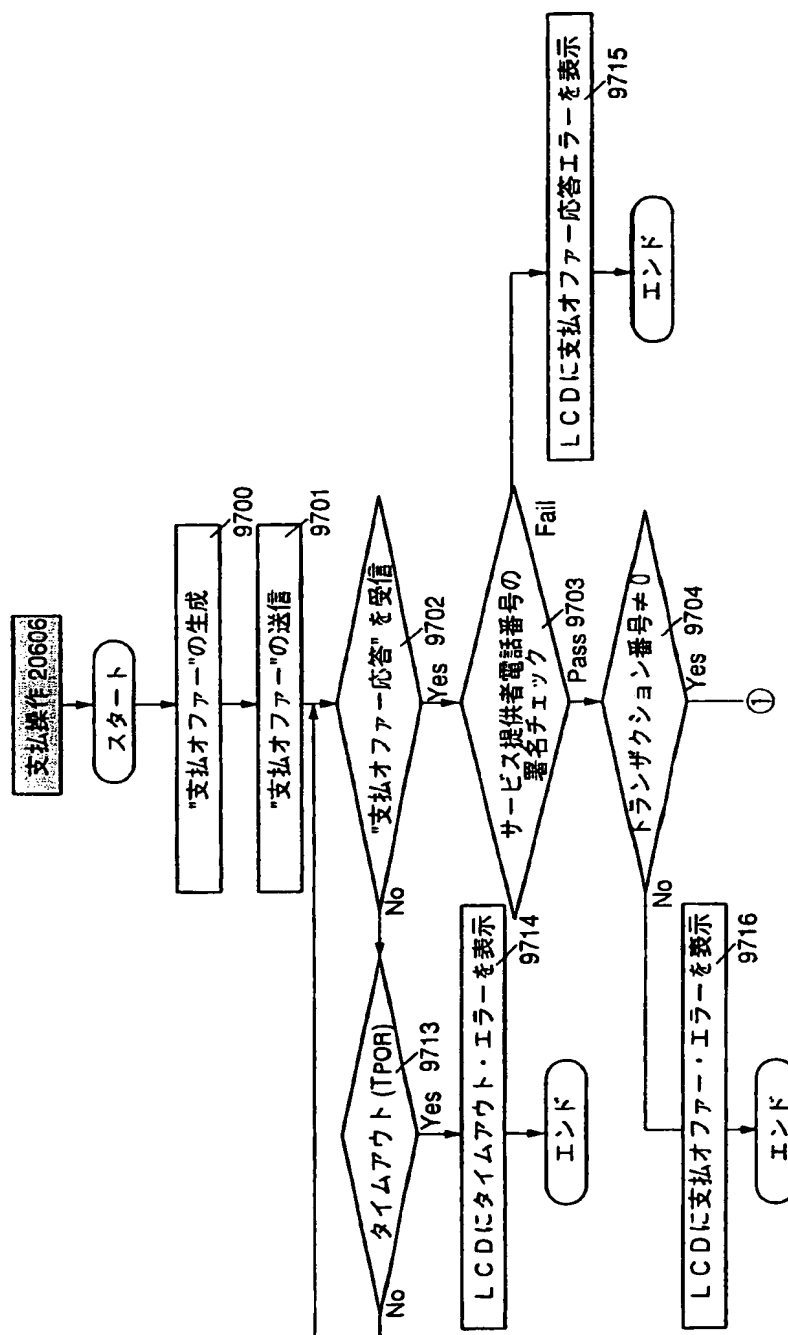 支払操作 20606
スタート
"支払オファー"の生成
9700
"支払オファー"の送信
9701
"支払オファー応答"を受信
9702
No
Yes
タイムアウト(TPOR)
9713
No
Yes
LCDにタイムアウト・エラーを表示
9714
エンド
サービス提供者電話番号の
署名チェック
9703
Fail
Pass
LCDに支払オファー応答エラーを表示
9715
エンド
トランザクション番号≠0
9704
No
Yes
①
LCDに支払オファー・エラーを表示
9716
エンド